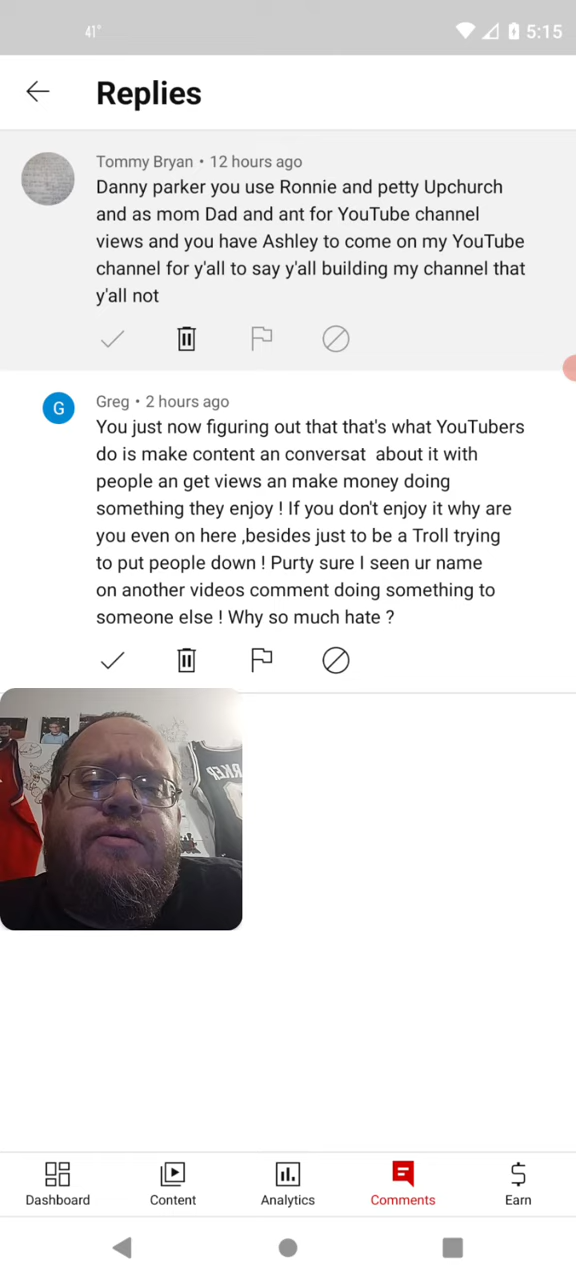 41°
5:15
Replies
Tommy Bryan • 12 hours ago
Danny parker you use Ronnie and petty Upchurch
and as mom Dad and ant for YouTube channel
views and you have Ashley to come on my YouTube
channel for y'all to say y'all building my channel that
y'all not
G
Greg • 2 hours ago
You just now figuring out that that's what YouTubers
do is make content an conversat  about it with
people an get views an make money doing
something they enjoy ! If you don't enjoy it why are
you even on here ,besides just to be a Troll trying
to put people down ! Purty sure I seen ur name
on another videos comment doing something to
someone else ! Why so much hate ?
Dashboard
Content
Analytics
Comments
Earn